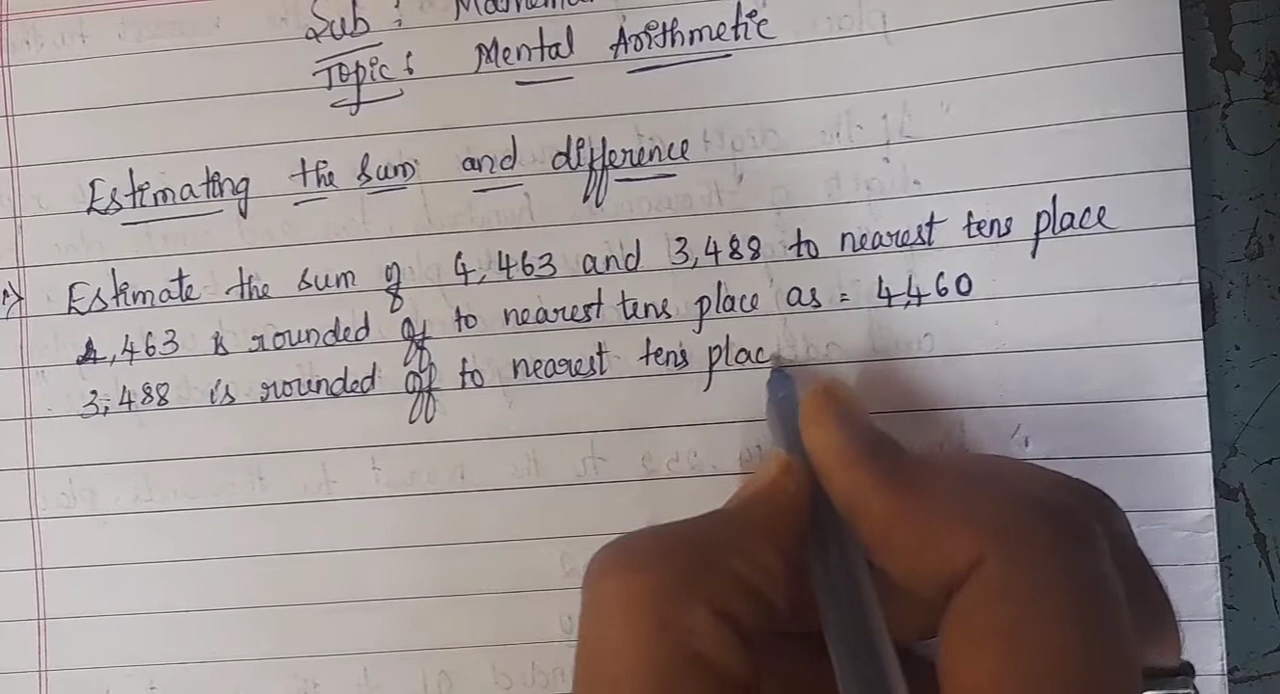 Sub :
Topic : Mental Arithmetic
Estimating the sum and difference
Estimate the sum of 4,463 and 3,488 to nearest tens place
4,463 is rounded off to nearest tens place as = 4,460
3,488 is rounded off to nearest tens plac